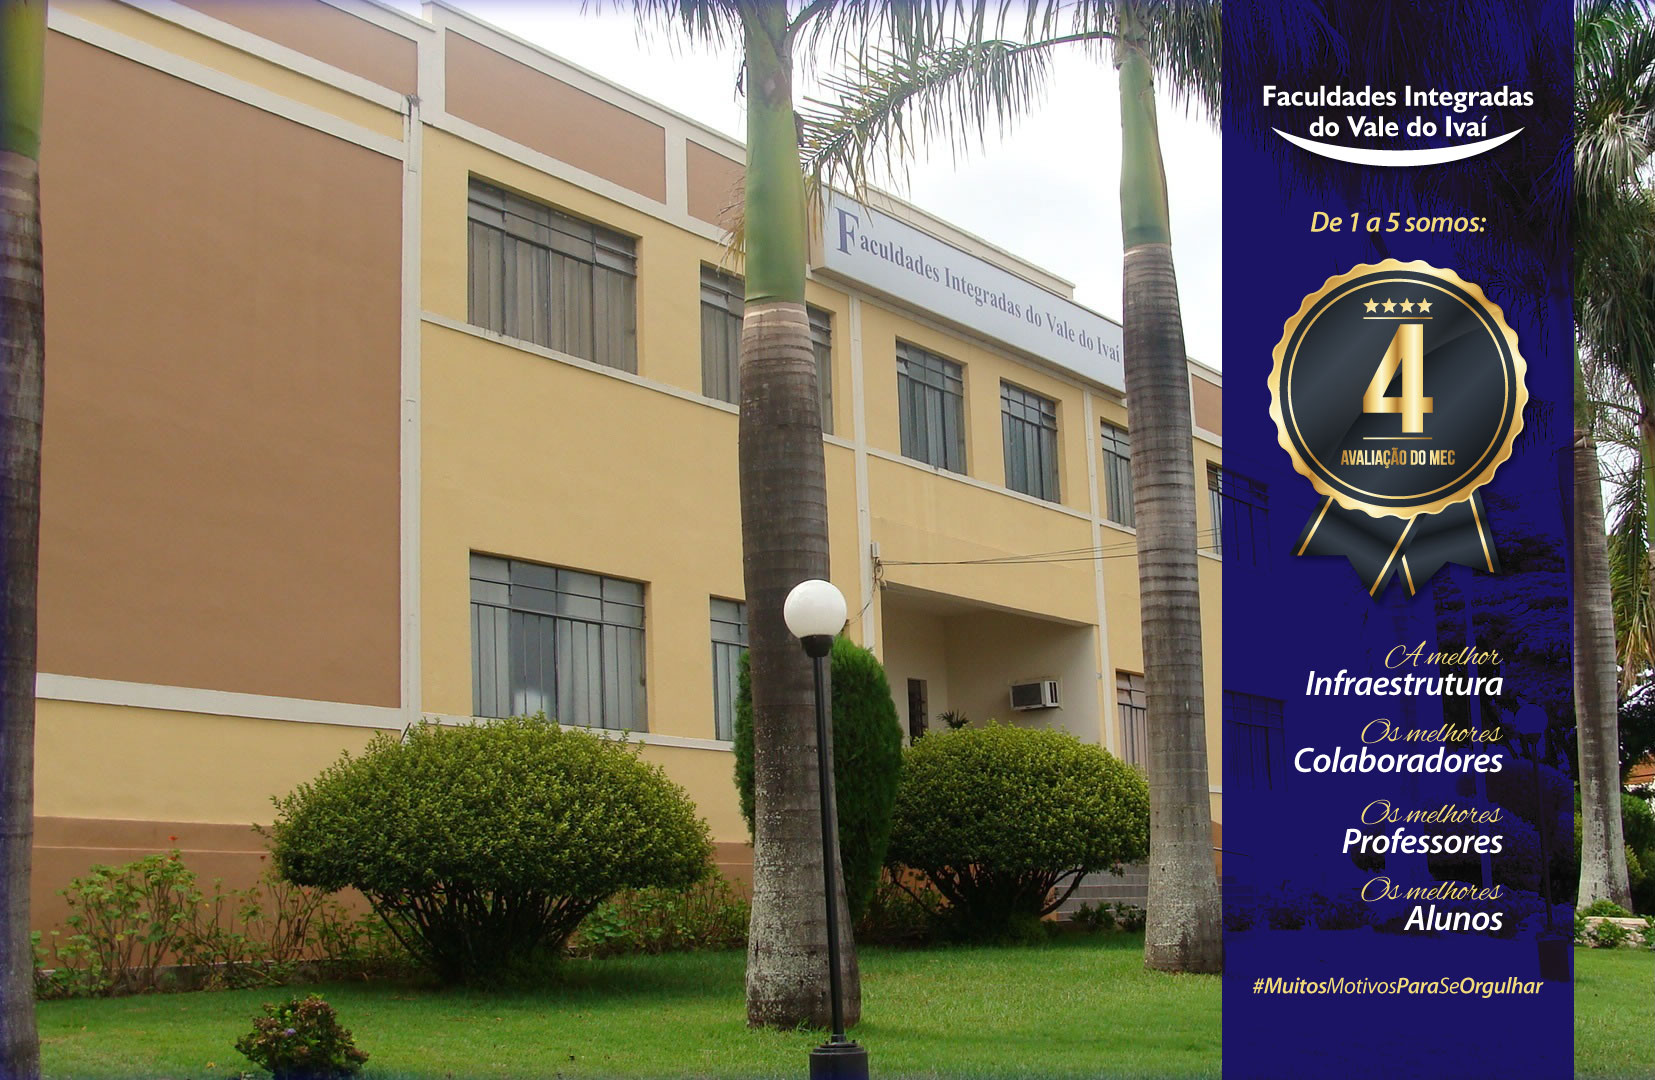 Faculdades Integradas do Vale do Ivaí
Faculdades Integradas
do Vale do Ivaí
De 1 a 5 somos:
4
AVALIAÇÃO DO MEC
A melhor
Infraestrutura
Os melhores
Colaboradores
Os melhores
Professores
Os melhores
Alunos
#MuitosMotivosParaSeOrgulhar